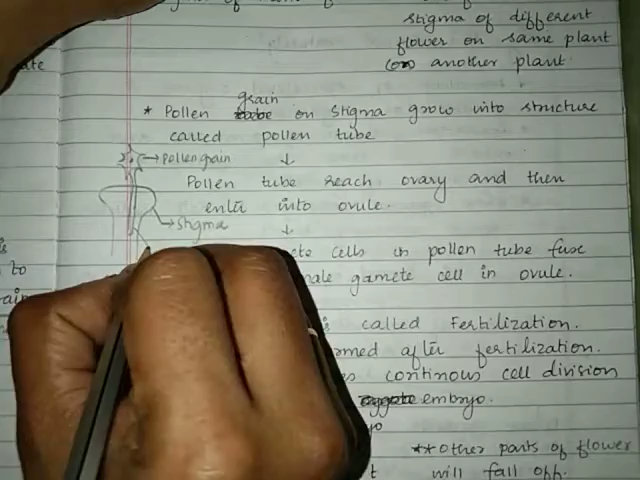 stigma of different
flower on same plant
(or) another plant.
* Pollen grain on stigma grow into structure
called pollen tube
→ Pollen grain ↓
Pollen tube reach ovary and then
enter into ovule.
→ Stigma ↓
cells in pollen tube fuse
gamete cell in ovule.
called Fertilization.
after fertilization.
continous cell division
embryo.
** Other parts of flower
will fall off.